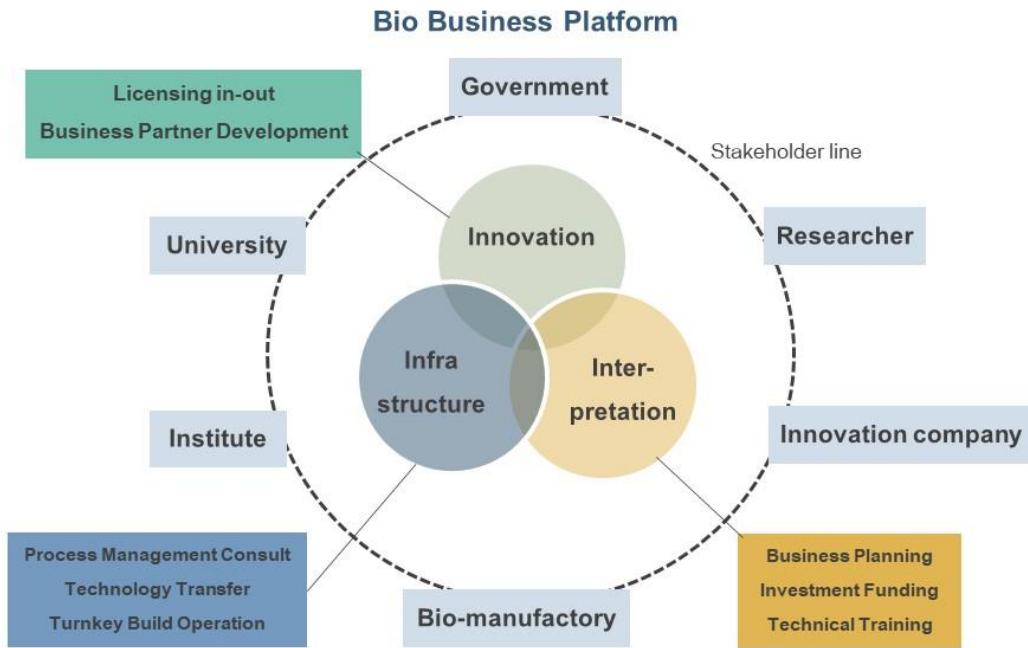 Bio Business Platform
Licensing in-out
Business Partner Development
Government
Stakeholder line
Innovation
University
Researcher
Infra
structure
Inter-
pretation
Institute
Innovation company
Process Management Consult
Technology Transfer
Turnkey Build Operation
Bio-manufactory
Business Planning
Investment Funding
Technical Training